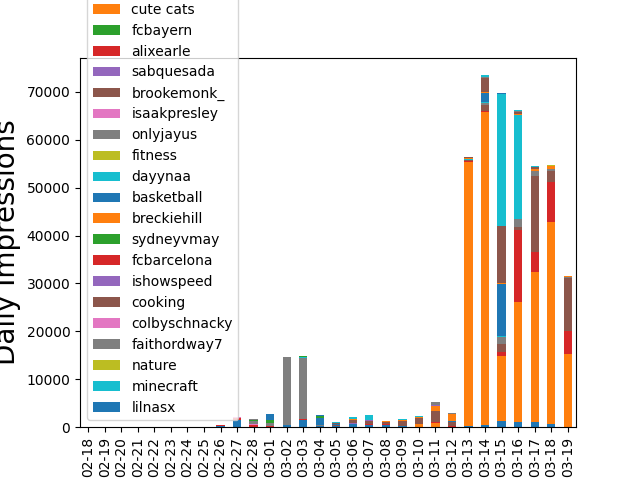 cute cats
fcbayern
alixearle
sabquesada
brookemonk_
isaakpresley
onlyjayus
fitness
dayynaa
basketball
breckiehill
sydneyvmay
fcbarcelona
ishowspeed
cooking
colbyschnacky
faithordway7
nature
minecraft
lilnasx
Daily Impressions
70000
60000
50000
40000
30000
20000
10000
0
02-18
02-19
02-20
02-21
02-22
02-23
02-24
02-25
02-26
02-27
02-28
03-01
03-02
03-03
03-04
03-05
03-06
03-07
03-08
03-09
03-10
03-11
03-12
03-13
03-14
03-15
03-16
03-17
03-18
03-19